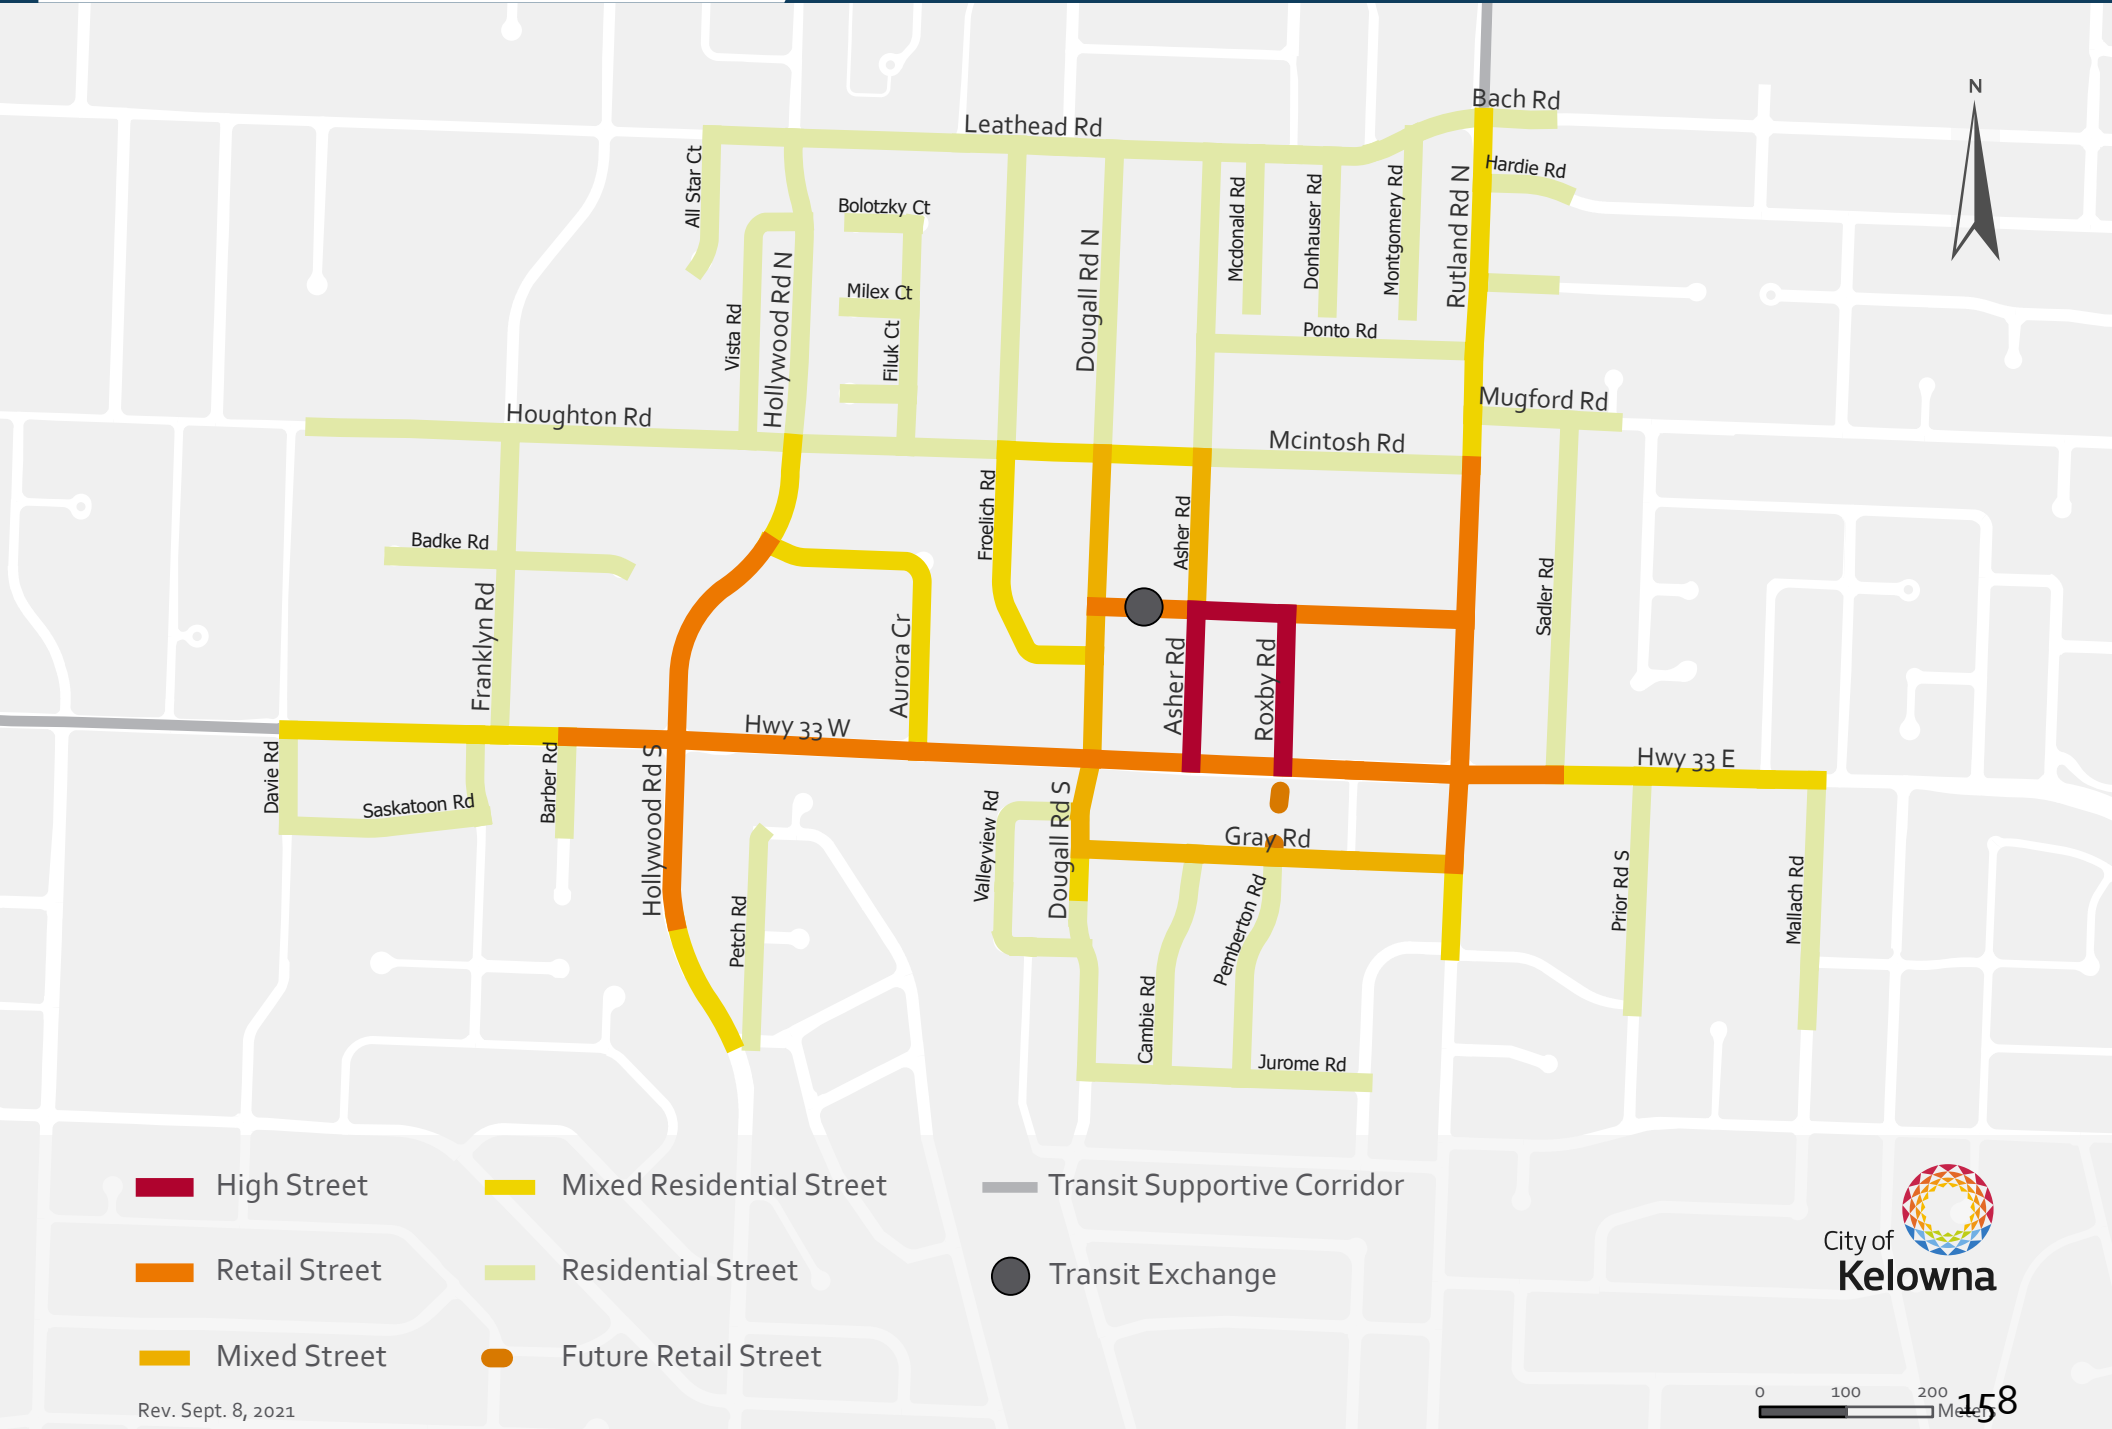 Bach Rd
N
Leathead Rd
All Star Ct
Hardie Rd
Bolotzky Ct
Mcdonald Rd
Donhauser Rd
Montgomery Rd
Rutland Rd N
Hollywood Rd N
Dougall Rd N
Milex Ct
Vista Rd
Filuk Ct
Ponto Rd
Mugford Rd
Houghton Rd
Mcintosh Rd
Froelich Rd
Asher Rd
Badke Rd
Sadler Rd
Franklyn Rd
Aurora Cr
Asher Rd
Roxby Rd
Hwy 33 W
Hwy 33 E
Davie Rd
Saskatoon Rd
Barber Rd
Hollywood Rd S
Valleyview Rd
Dougall Rd S
Gray Rd
Petch Rd
Pemberton Rd
Prior Rd S
Mallach Rd
Cambie Rd
Jurome Rd
High Street
Mixed Residential Street
Transit Supportive Corridor
Retail Street
Residential Street
Transit Exchange
Mixed Street
Future Retail Street
City of
Kelowna
Rev. Sept. 8, 2021
0 100 200
Meters
158